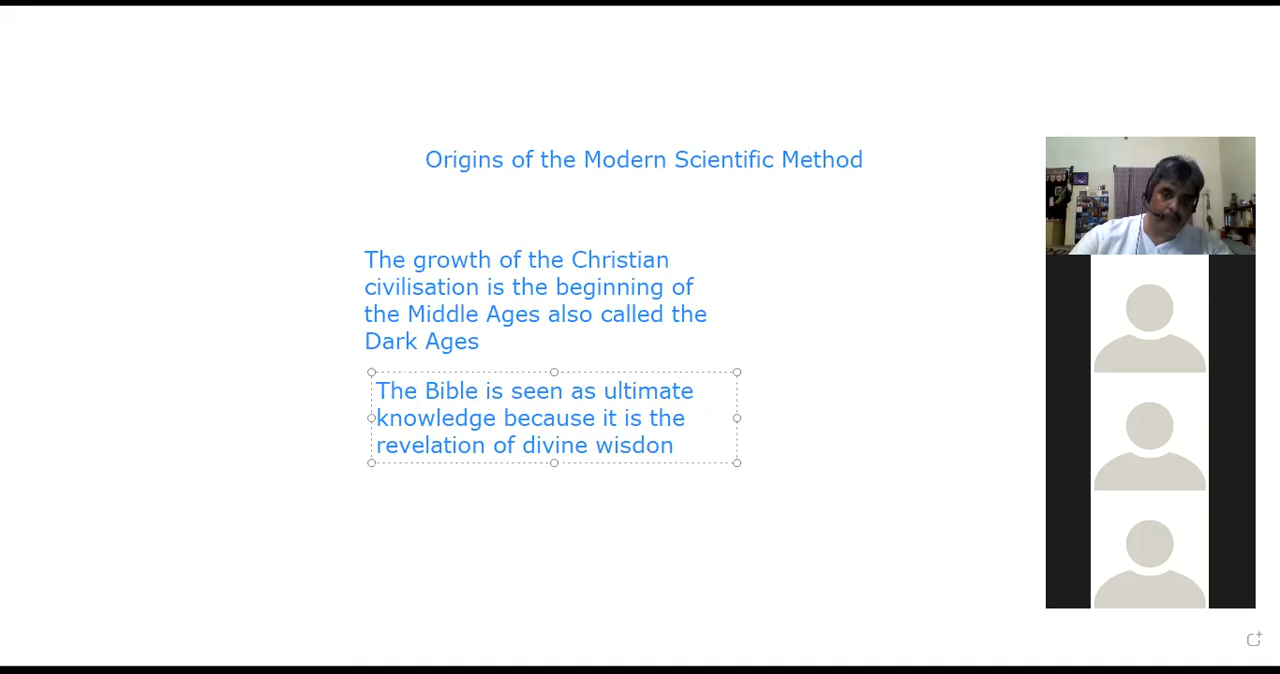 Origins of the Modern Scientific Method
The growth of the Christian
civilisation is the beginning of
the Middle Ages also called the
Dark Ages
The Bible is seen as ultimate
knowledge because it is the
revelation of divine wisdon